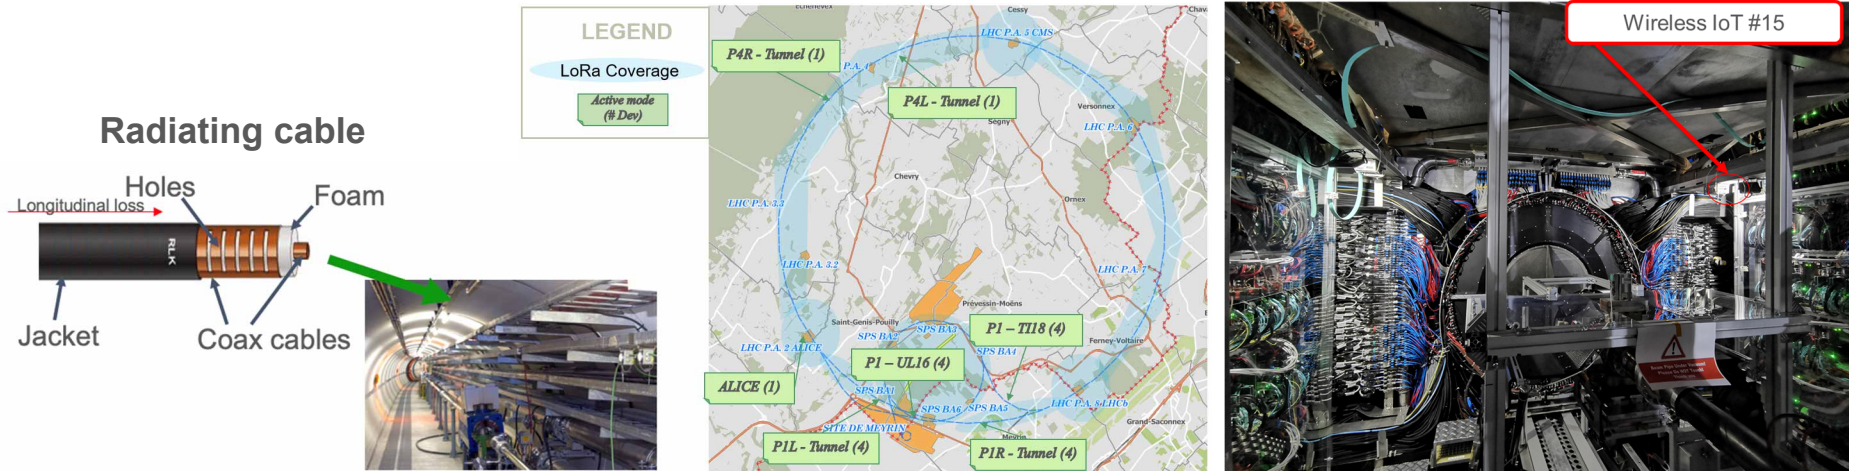 Radiating cable
Longitudinal loss
Holes
Foam
RLK
Jacket
Coax cables
LEGEND
LoRa Coverage
Active mode
(# Dev)
Echenevex
Cessy
Chava
LHC P.A. 5 CMS
P4R - Tunnel (1)
P.A. 4
P4L - Tunnel (1)
Segny
Versonnex
LHC P.A. 6
Chevry
Ornex
LHC P.A. 3.3
LHC P.A. 3.2
LHC P.A. 7
Prévessin-Moëns
Saint-Genis-Pouilly
SPS BA2
SPS BA3
P1 – TI18 (4)
LHC P.A. 2 ALICE
P1 – UL16 (4)
SPS BA4
Ferney-Voltaire
ALICE (1)
SPS BA1
SPS BA6
SPS BA5
LHC P.A. 8 LHCb
SITE DE MEYRIN
Meyrin
Grand-Saconnex
P1L - Tunnel (4)
P1R - Tunnel (4)
Wireless IoT #15